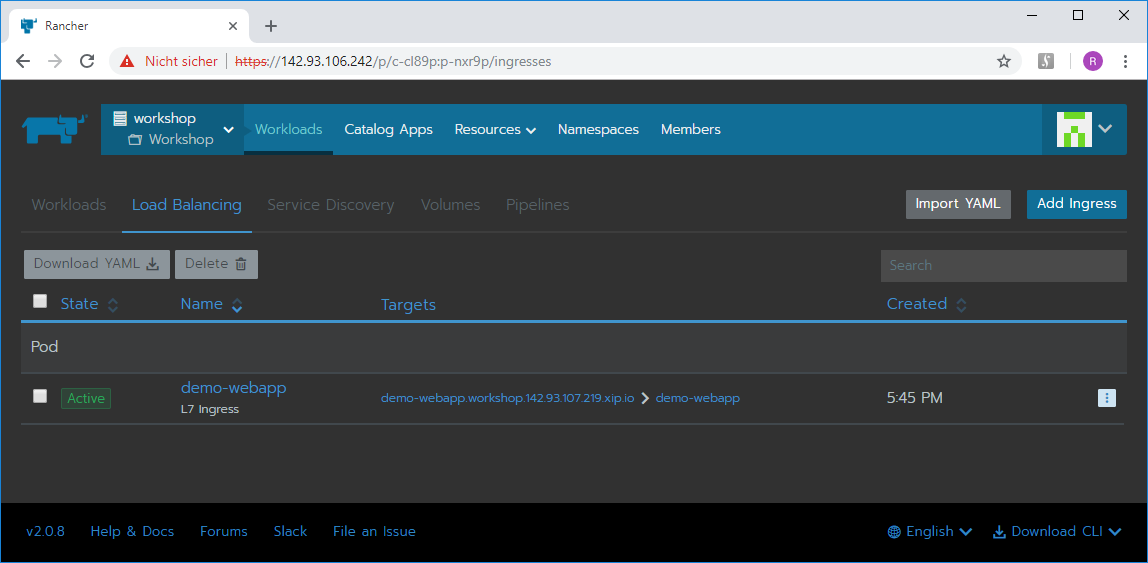 Rancher
Nicht sicher https://142.93.106.242/p/c-cl89p:p-nxr9p/ingresses
R
workshop
Workshop
Workloads Catalog Apps Resources Namespaces Members
Workloads Load Balancing Service Discovery Volumes Pipelines Import YAML Add Ingress
Download YAML Delete Search
State Name Targets Created
Pod
Active demo-webapp demo-webapp.workshop.142.93.107.219.xip.io > demo-webapp 5:45 PM
L7 Ingress
v2.0.8 Help & Docs Forums Slack File an Issue English Download CLI